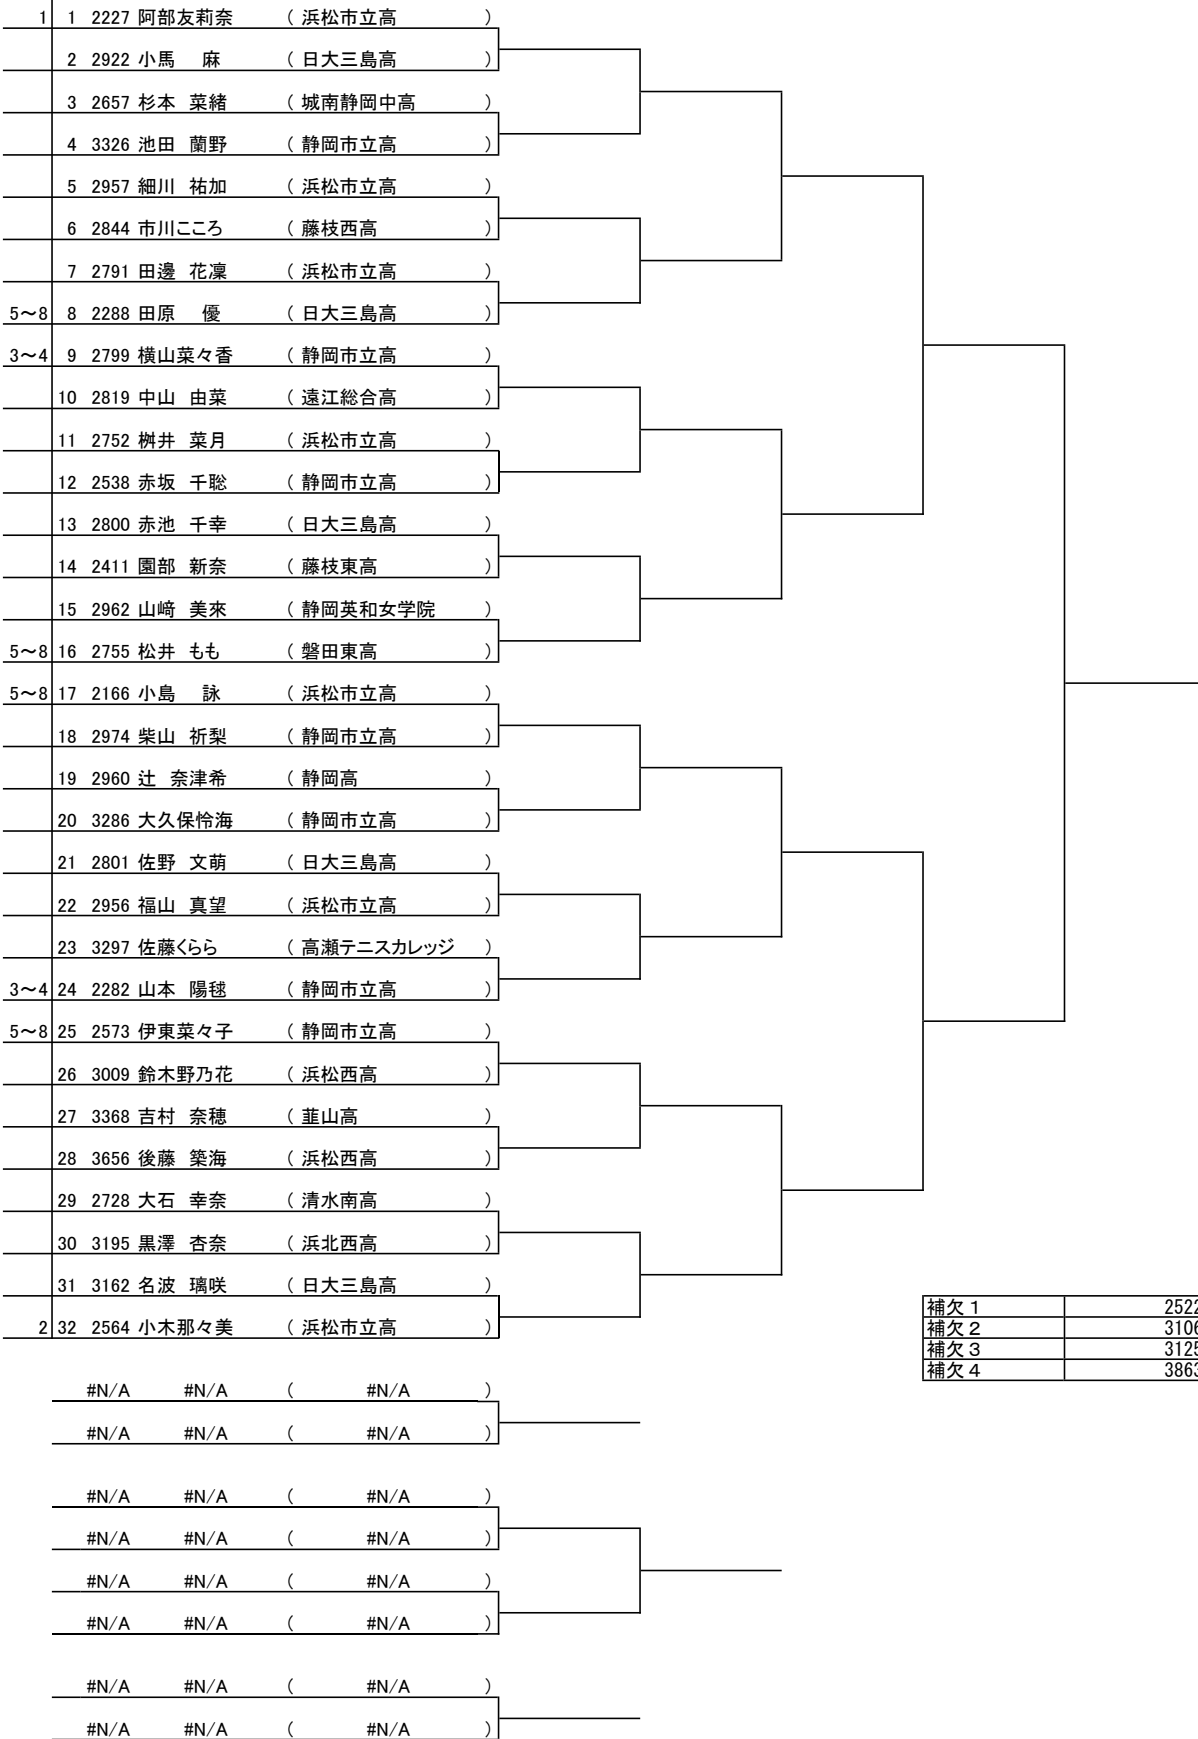 1 1 2227 阿部友莉奈 ( 浜松市立高 )
2 2922 小馬 麻 ( 日大三島高 )
3 2657 杉本 菜緒 ( 城南静岡中高 )
4 3326 池田 蘭野 ( 静岡市立高 )
5 2957 細川 祐加 ( 浜松市立高 )
6 2844 市川こころ ( 藤枝西高 )
7 2791 田邊 花凜 ( 浜松市立高 )
5～8 8 2288 田原 優 ( 日大三島高 )
3～4 9 2799 横山菜々香 ( 静岡市立高 )
10 2819 中山 由菜 ( 遠江総合高 )
11 2752 桝井 菜月 ( 浜松市立高 )
12 2538 赤坂 千聡 ( 静岡市立高 )
13 2800 赤池 千幸 ( 日大三島高 )
14 2411 園部 新奈 ( 藤枝東高 )
15 2962 山﨑 美來 ( 静岡英和女学院 )
5～8 16 2755 松井 もも ( 磐田東高 )
5～8 17 2166 小島 詠 ( 浜松市立高 )
18 2974 柴山 祈梨 ( 静岡市立高 )
19 2960 辻 奈津希 ( 静岡高 )
20 3286 大久保怜海 ( 静岡市立高 )
21 2801 佐野 文萌 ( 日大三島高 )
22 2956 福山 真望 ( 浜松市立高 )
23 3297 佐藤くらら ( 高瀬テニスカレッジ )
3～4 24 2282 山本 陽毬 ( 静岡市立高 )
5～8 25 2573 伊東菜々子 ( 静岡市立高 )
26 3009 鈴木野乃花 ( 浜松西高 )
27 3368 吉村 奈穂 ( 韮山高 )
28 3656 後藤 築海 ( 浜松西高 )
29 2728 大石 幸奈 ( 清水南高 )
30 3195 黒澤 杏奈 ( 浜北西高 )
31 3162 名波 璃咲 ( 日大三島高 )
2 32 2564 小木那々美 ( 浜松市立高 )
補欠１ 2522
補欠２ 3106
補欠３ 3125
補欠４ 3863
#N/A #N/A ( #N/A )
#N/A #N/A ( #N/A )
#N/A #N/A ( #N/A )
#N/A #N/A ( #N/A )
#N/A #N/A ( #N/A )
#N/A #N/A ( #N/A )
#N/A #N/A ( #N/A )
#N/A #N/A ( #N/A )